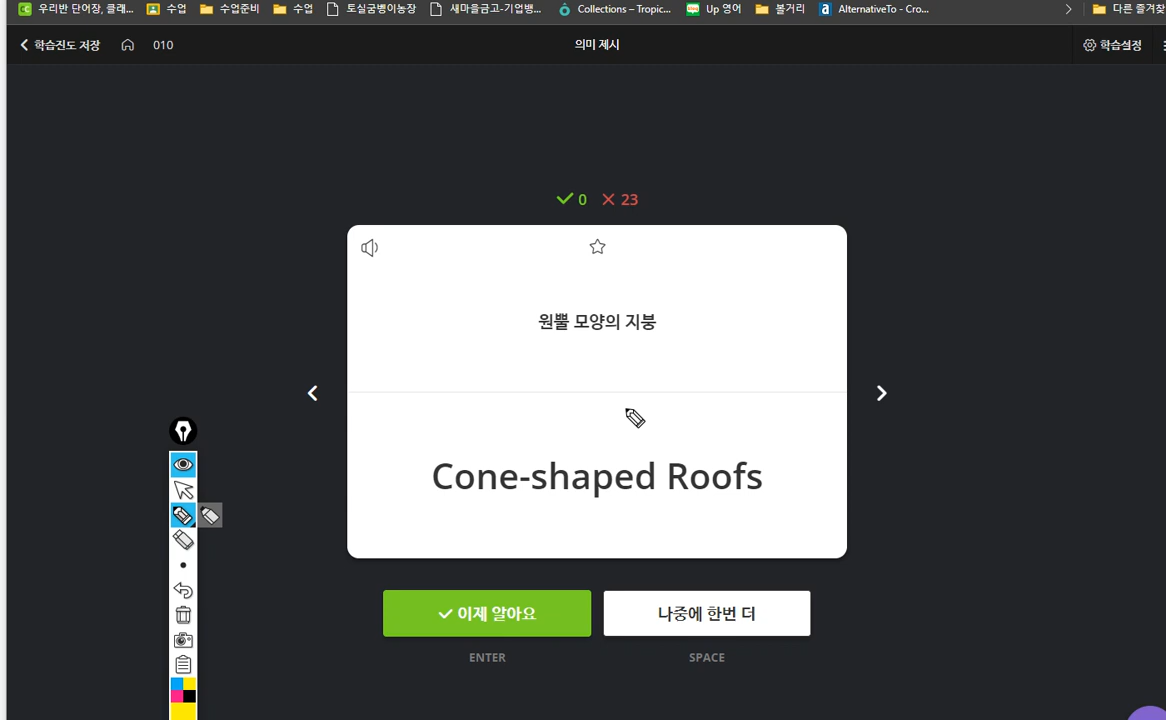 우리반 단어장, 클래... 수업 수업준비 수업 토실굼벵이농장 새마을금고-기업뱅... Collections – Tropic... Up 영어 볼거리 AlternativeTo - Cro... 다른 즐겨찾
학습진도 저장 010 의미 제시 학습설정
0 23
원뿔 모양의 지붕
Cone-shaped Roofs
이제 알아요 나중에 한번 더
ENTER SPACE